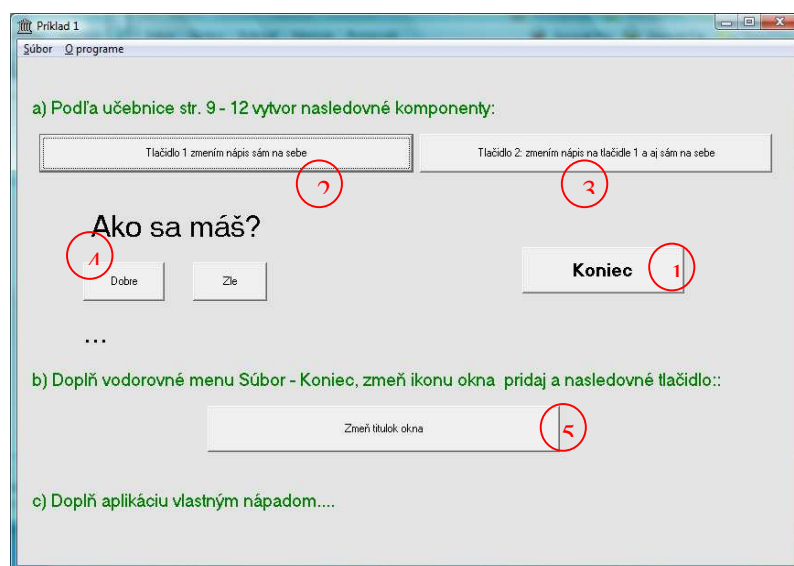 Príklad 1
Súbor O programe
a) Podľa učebnice str. 9 - 12 vytvor nasledovné komponenty:
Tlačidlo 1 zmením nápis sám na sebe
Tlačidlo 2: zmením nápis na tlačidle 1 a aj sám na sebe
2
3
Ako sa máš?
4
Dobre
Zle
Koniec
1
...
b) Doplň vodorovné menu Súbor - Koniec, zmeň ikonu okna pridaj a nasledovné tlačidlo::
Zmeň titulok okna
5
c) Doplň aplikáciu vlastným nápadom....